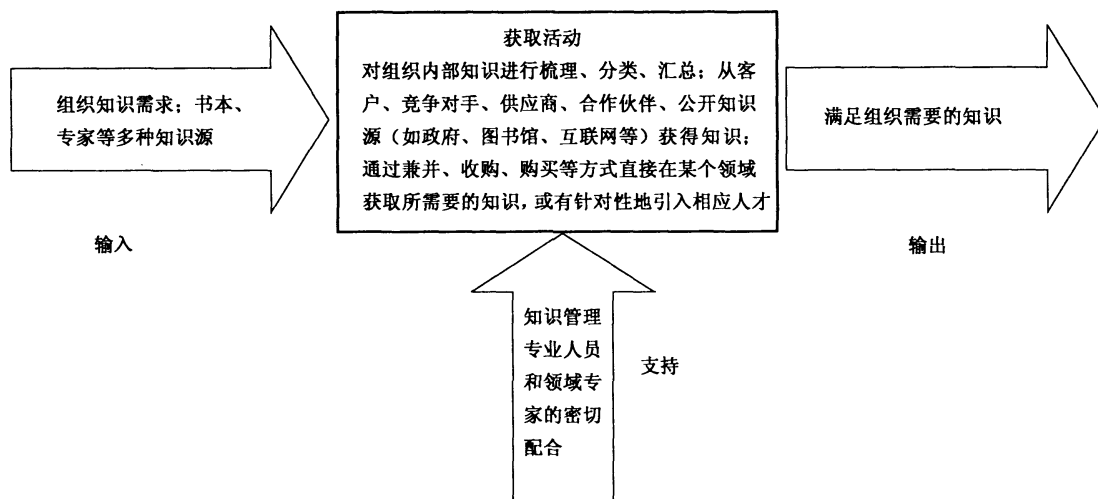 获取活动
组织知识需求；书本、
专家等多种知识源
对组织内部知识进行梳理、分类、汇总；从客
户、竞争对手、供应商、合作伙伴、公开知识
源（如政府、图书馆、互联网等）获得知识；
通过兼并、收购、购买等方式直接在某个领域
获取所需要的知识，或有针对性地引入相应人才
满足组织需要的知识
输入
输出
知识管理
专业人员
和领域专
家的密切
配合
支持